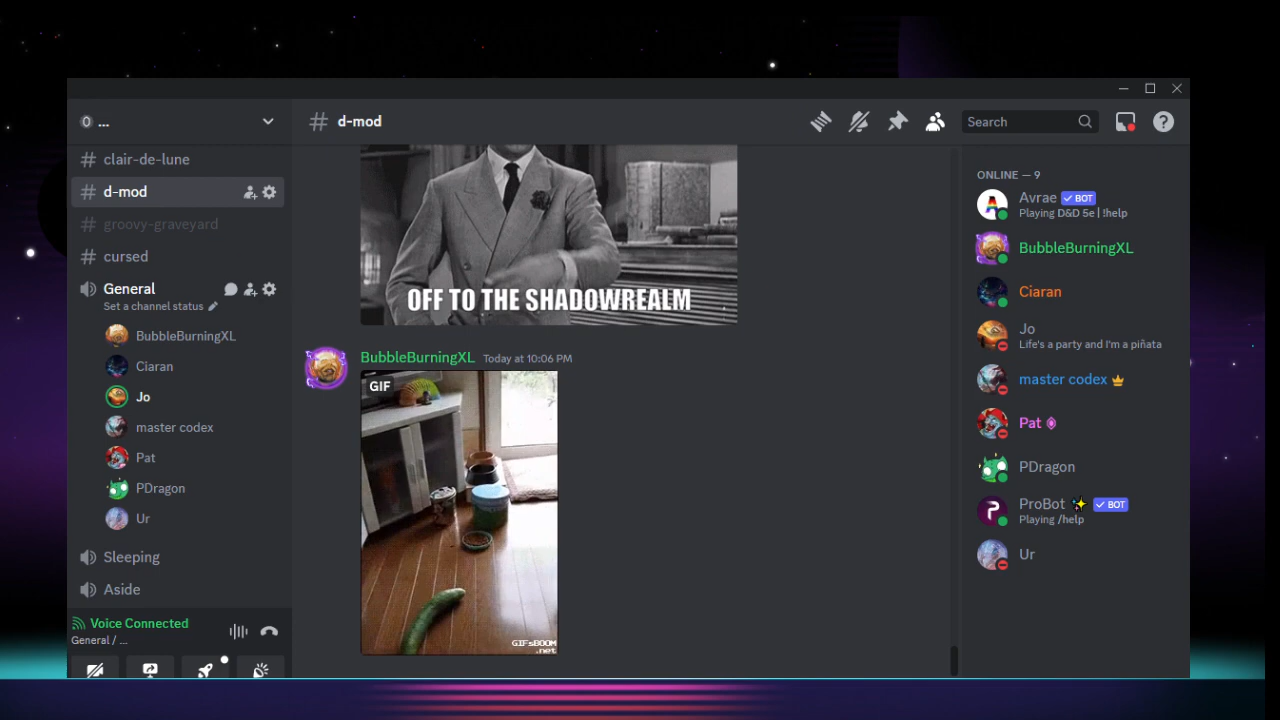 ...
clair-de-lune
d-mod
groovy-graveyard
cursed
General
Set a channel status
BubbleBurningXL
Ciaran
Jo
master codex
Pat
PDragon
Ur
Sleeping
Aside
Voice Connected
General / ...
d-mod
Search
OFF TO THE SHADOWREALM
BubbleBurningXL Today at 10:06 PM
GIF
GIFsBOOM
.net
ONLINE — 9
Avrae BOT
Playing D&D 5e | !help
BubbleBurningXL
Ciaran
Jo
Life's a party and I'm a piñata
master codex
Pat
PDragon
ProBot ✨ BOT
Playing /help
Ur